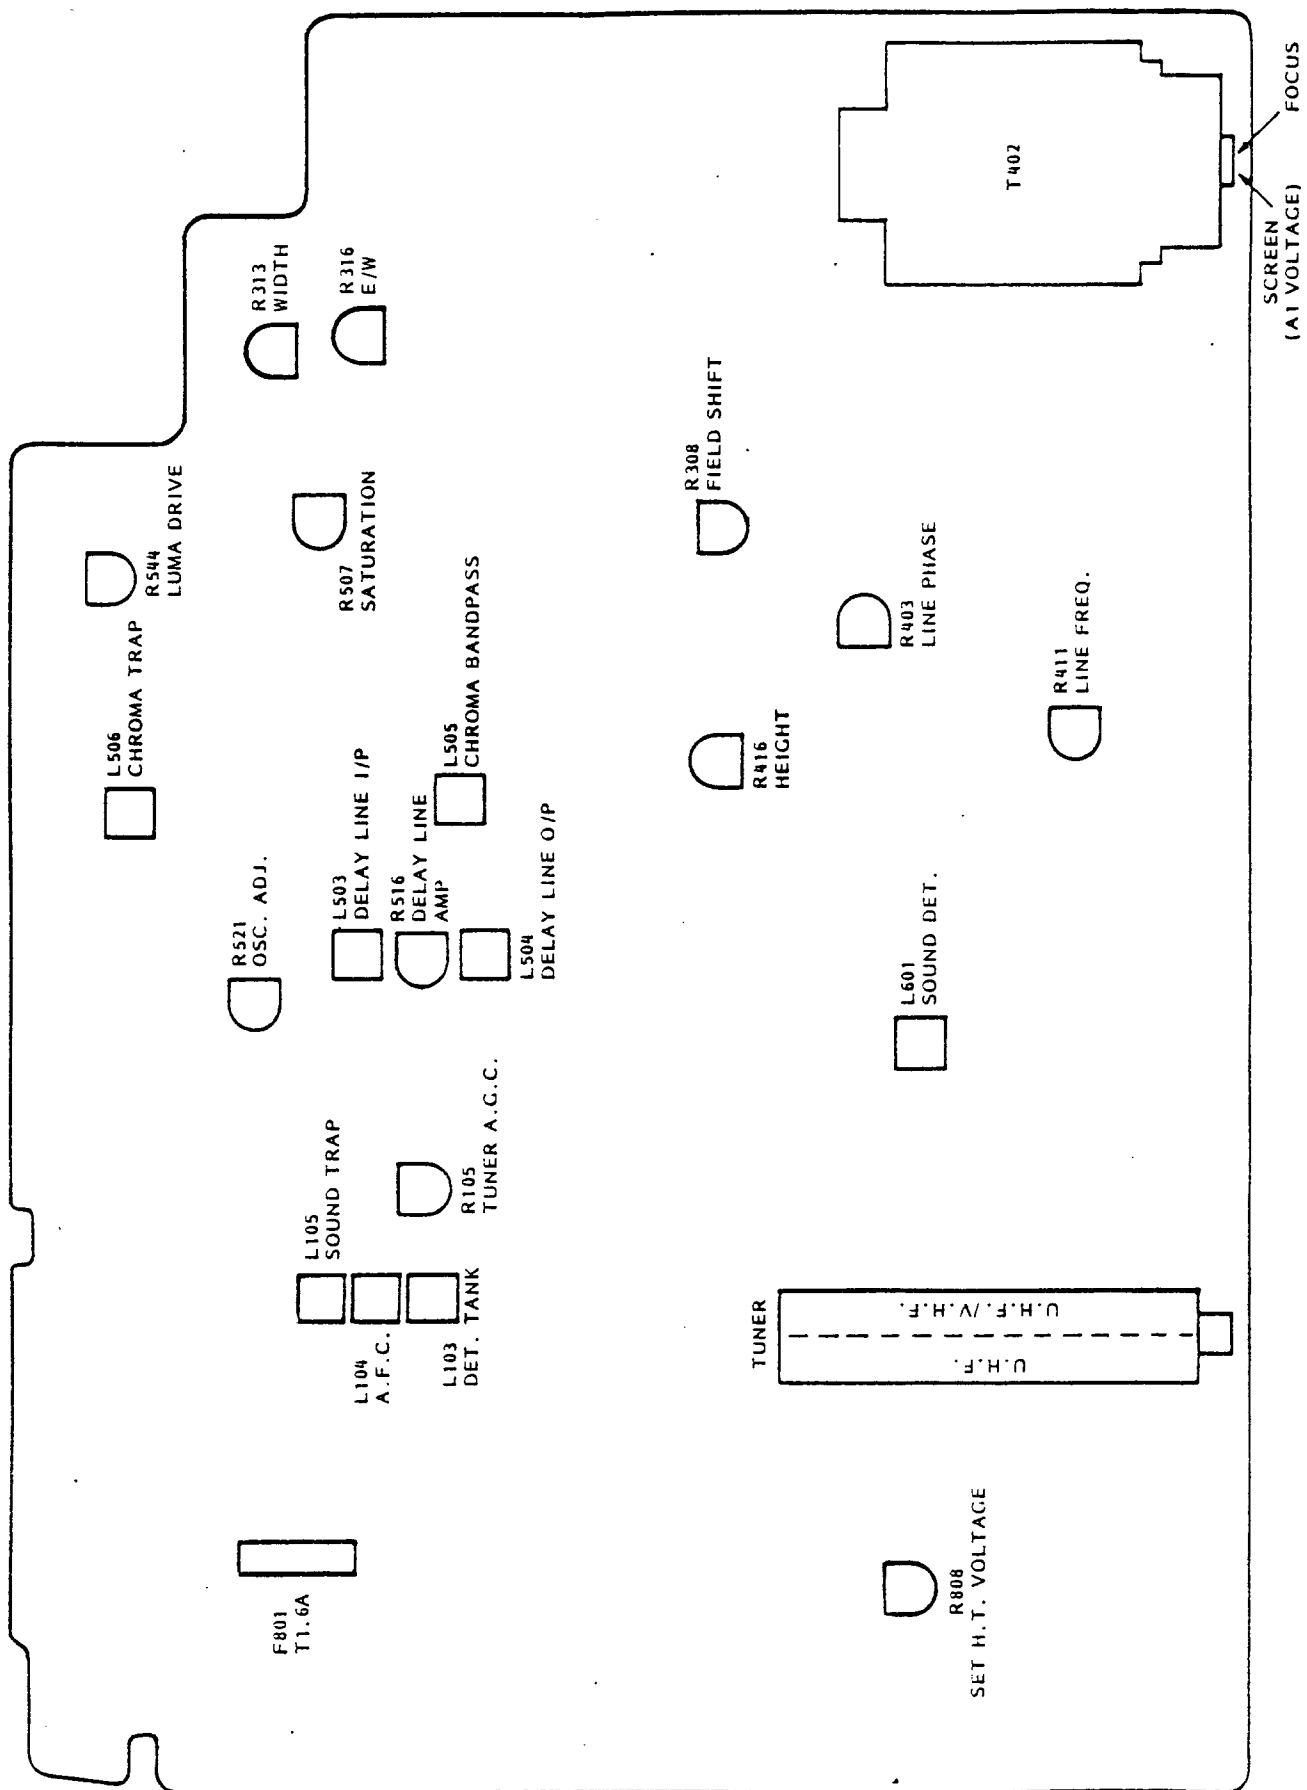 L506
CHROMA TRAP
R544
LUMA DRIVE
R521
OSC. ADJ.
R313
WIDTH
R316
E/W
F801
T1.6A
L105
SOUND TRAP
L104
A.F.C.
L103
DET. TANK
R105
TUNER A.G.C.
L503
DELAY LINE I/P
R516
DELAY LINE
AMP
L504
DELAY LINE O/P
L505
CHROMA BANDPASS
R507
SATURATION
R308
FIELD SHIFT
R416
HEIGHT
R403
LINE PHASE
R411
LINE FREQ.
L601
SOUND DET.
TUNER
U.H.F.
U.H.F./V.H.F.
R808
SET H.T. VOLTAGE
T402
SCREEN
(A1 VOLTAGE)
FOCUS